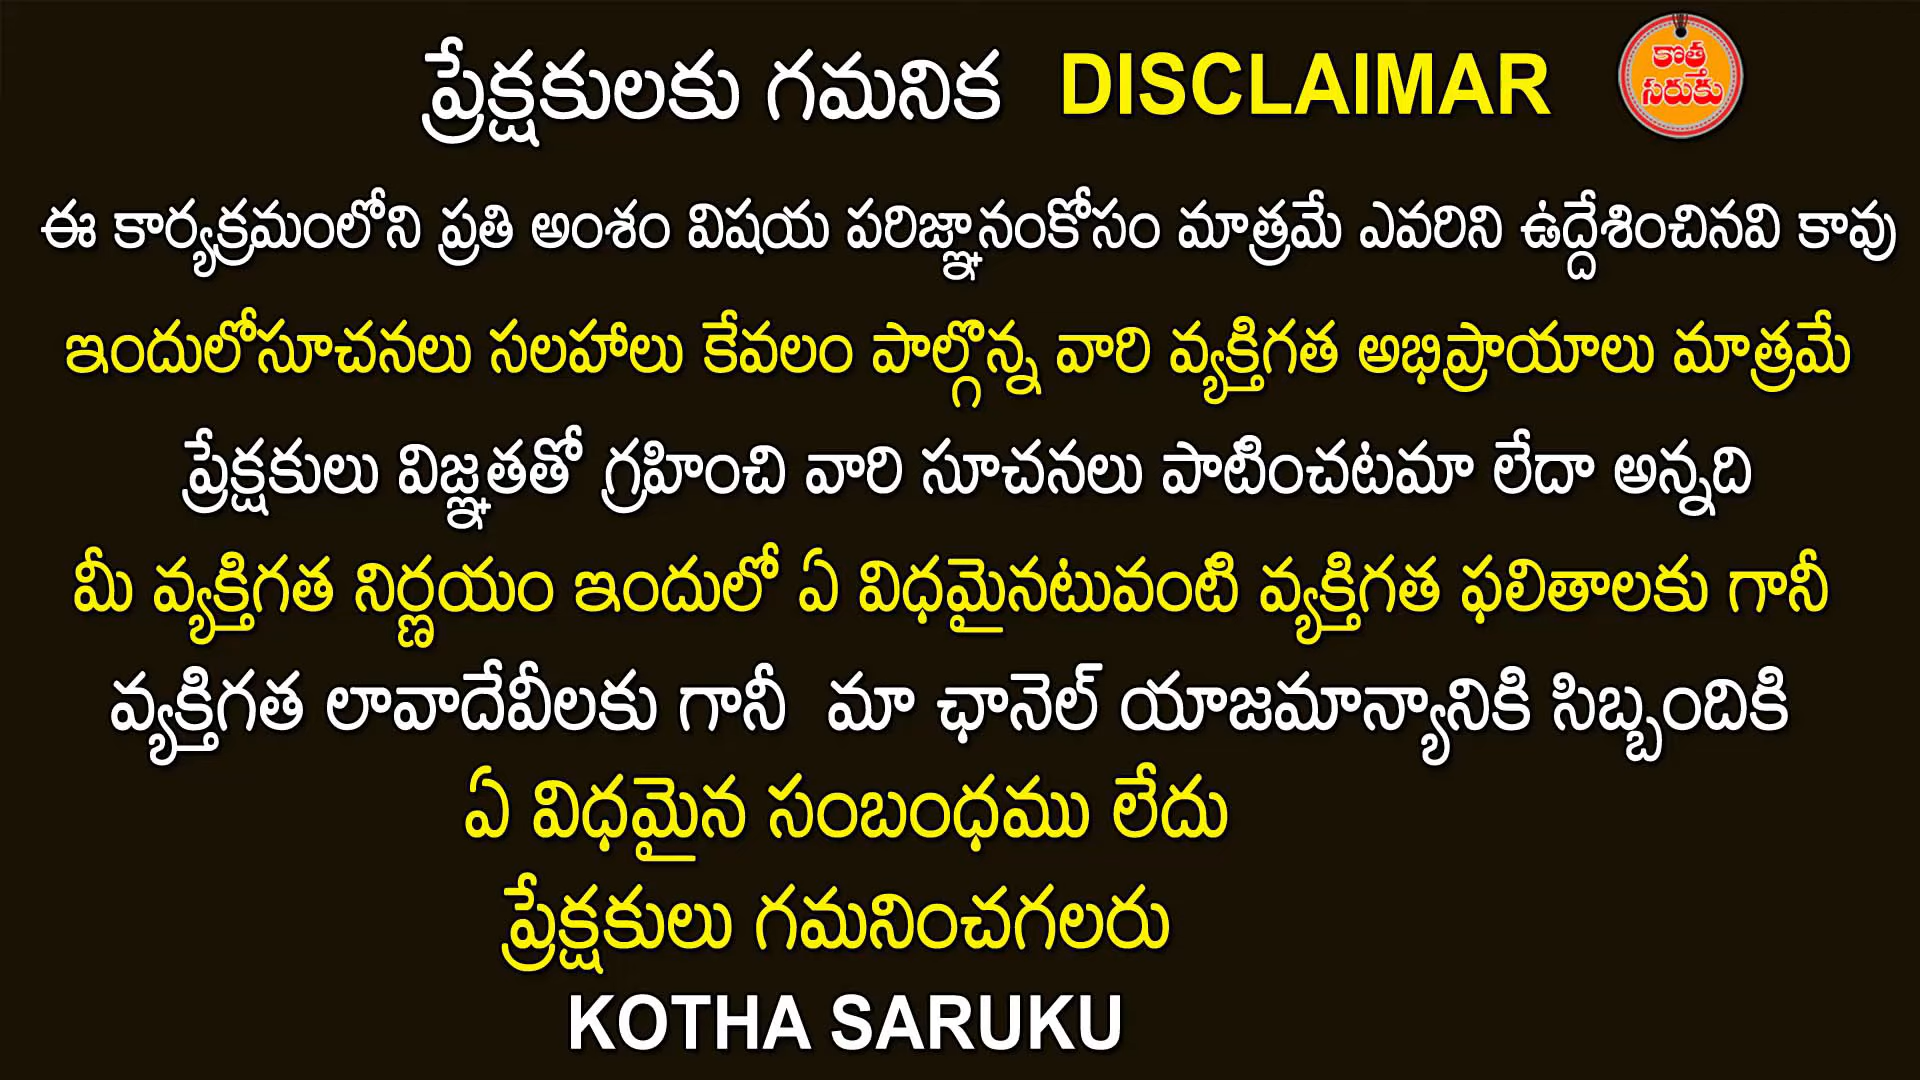 ప్రేక్షకులకు గమనిక DISCLAIMAR
కొత్త
సరుకు
ఈ కార్యక్రమంలోని ప్రతి అంశం విషయ పరిజ్ఞానంకోసం మాత్రమే ఎవరిని ఉద్దేశించినవి కావు
ఇందులోసూచనలు సలహాలు కేవలం పాల్గొన్న వారి వ్యక్తిగత అభిప్రాయాలు మాత్రమే
ప్రేక్షకులు విజ్ఞతతో గ్రహించి వారి సూచనలు పాటించటమా లేదా అన్నది
మీ వ్యక్తిగత నిర్ణయం ఇందులో ఏ విధమైనటువంటి వ్యక్తిగత ఫలితాలకు గానీ
వ్యక్తిగత లావాదేవీలకు గానీ మా ఛానెల్ యాజమాన్యానికి సిబ్బందికి
ఏ విధమైన సంబంధము లేదు
ప్రేక్షకులు గమనించగలరు
KOTHA SARUKU